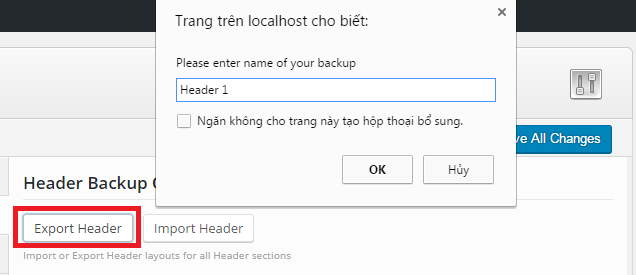 Trang trên localhost cho biết:
Please enter name of your backup
Header 1
Ngăn không cho trang này tạo hộp thoại bổ sung.
OK Hủy
All Changes
Header Backup
Export Header Import Header
Import or Export Header layouts for all Header sections